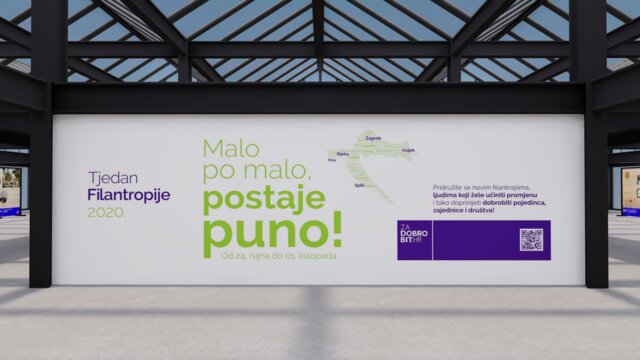 Tjedan
Filantropije
2020.
Malo
po malo,
postaje
puno!
Od 24. rujna do 01. listopada
Zagreb
Rijeka
Osijek
Pula
Split
Pridružite se novim filantropima,
ljudima koji žele učiniti promjenu
i tako doprinjeti dobrobiti pojedinca,
zajednice i društva!
ZA
DOBRO
BIT.HR